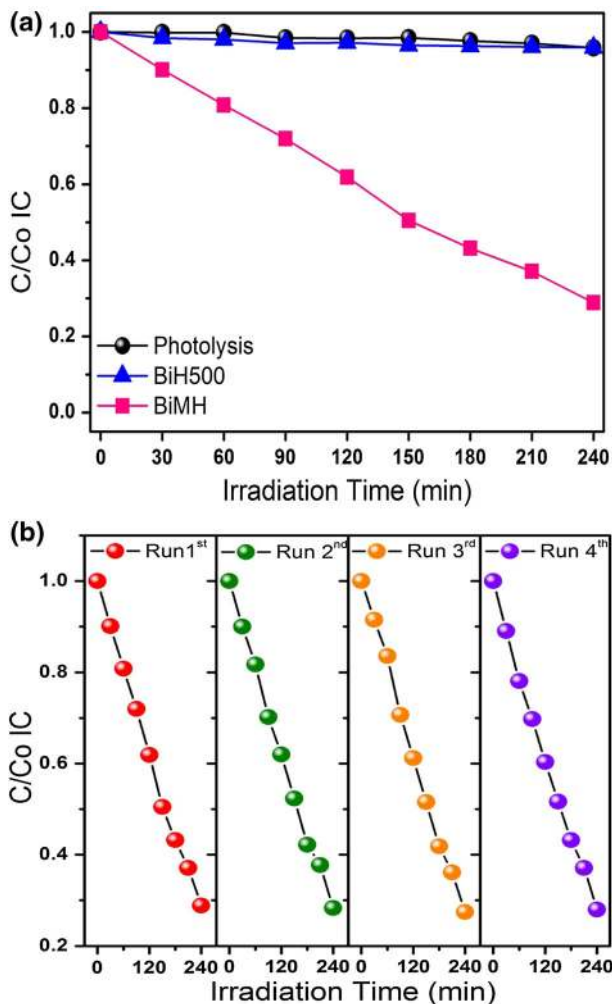 (a)
1.0
0.8
0.6
0.4
0.2
0.0
C/Co IC
Photolysis
BiH500
BiMH
0 30 60 90 120 150 180 210 240
Irradiation Time (min)
(b)
Run1st Run 2nd Run 3rd Run 4th
1.0
0.8
0.6
0.4
0.2
C/Co IC
0 120 240 0 120 240 0 120 240 0 120 240
Irradiation Time (min)